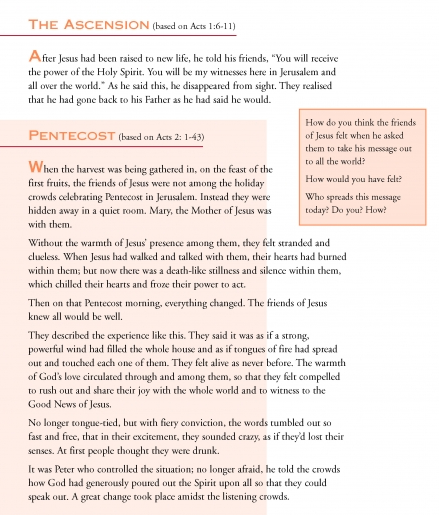 THE ASCENSION (based on Acts 1:6-11)
After Jesus had been raised to new life, he told his friends, “You will receive
the power of the Holy Spirit. You will be my witnesses here in Jerusalem and
all over the world.” As he said this, he disappeared from sight. They realised
that he had gone back to his Father as he had said he would.
How do you think the friends
of Jesus felt when he asked
them to take his message out
to all the world?
How would you have felt?
Who spreads this message
today? Do you? How?
PENTECOST (based on Acts 2: 1-43)
When the harvest was being gathered in, on the feast of the
first fruits, the friends of Jesus were not among the holiday
crowds celebrating Pentecost in Jerusalem. Instead they were
hidden away in a quiet room. Mary, the Mother of Jesus was
with them.
Without the warmth of Jesus’ presence among them, they felt stranded and
clueless. When Jesus had walked and talked with them, their hearts had burned
within them; but now there was a death-like stillness and silence within them,
which chilled their hearts and froze their power to act.
Then on that Pentecost morning, everything changed. The friends of Jesus
knew all would be well.
They described the experience like this. They said it was as if a strong,
powerful wind had filled the whole house and as if tongues of fire had spread
out and touched each one of them. They felt alive as never before. The warmth
of God’s love circulated through and among them, so that they felt compelled
to rush out and share their joy with the whole world and to witness to the
Good News of Jesus.
No longer tongue-tied, but with fiery conviction, the words tumbled out so
fast and free, that in their excitement, they sounded crazy, as if they’d lost their
senses. At first people thought they were drunk.
It was Peter who controlled the situation; no longer afraid, he told the crowds
how God had generously poured out the Spirit upon all so that they could
speak out. A great change took place amidst the listening crowds.